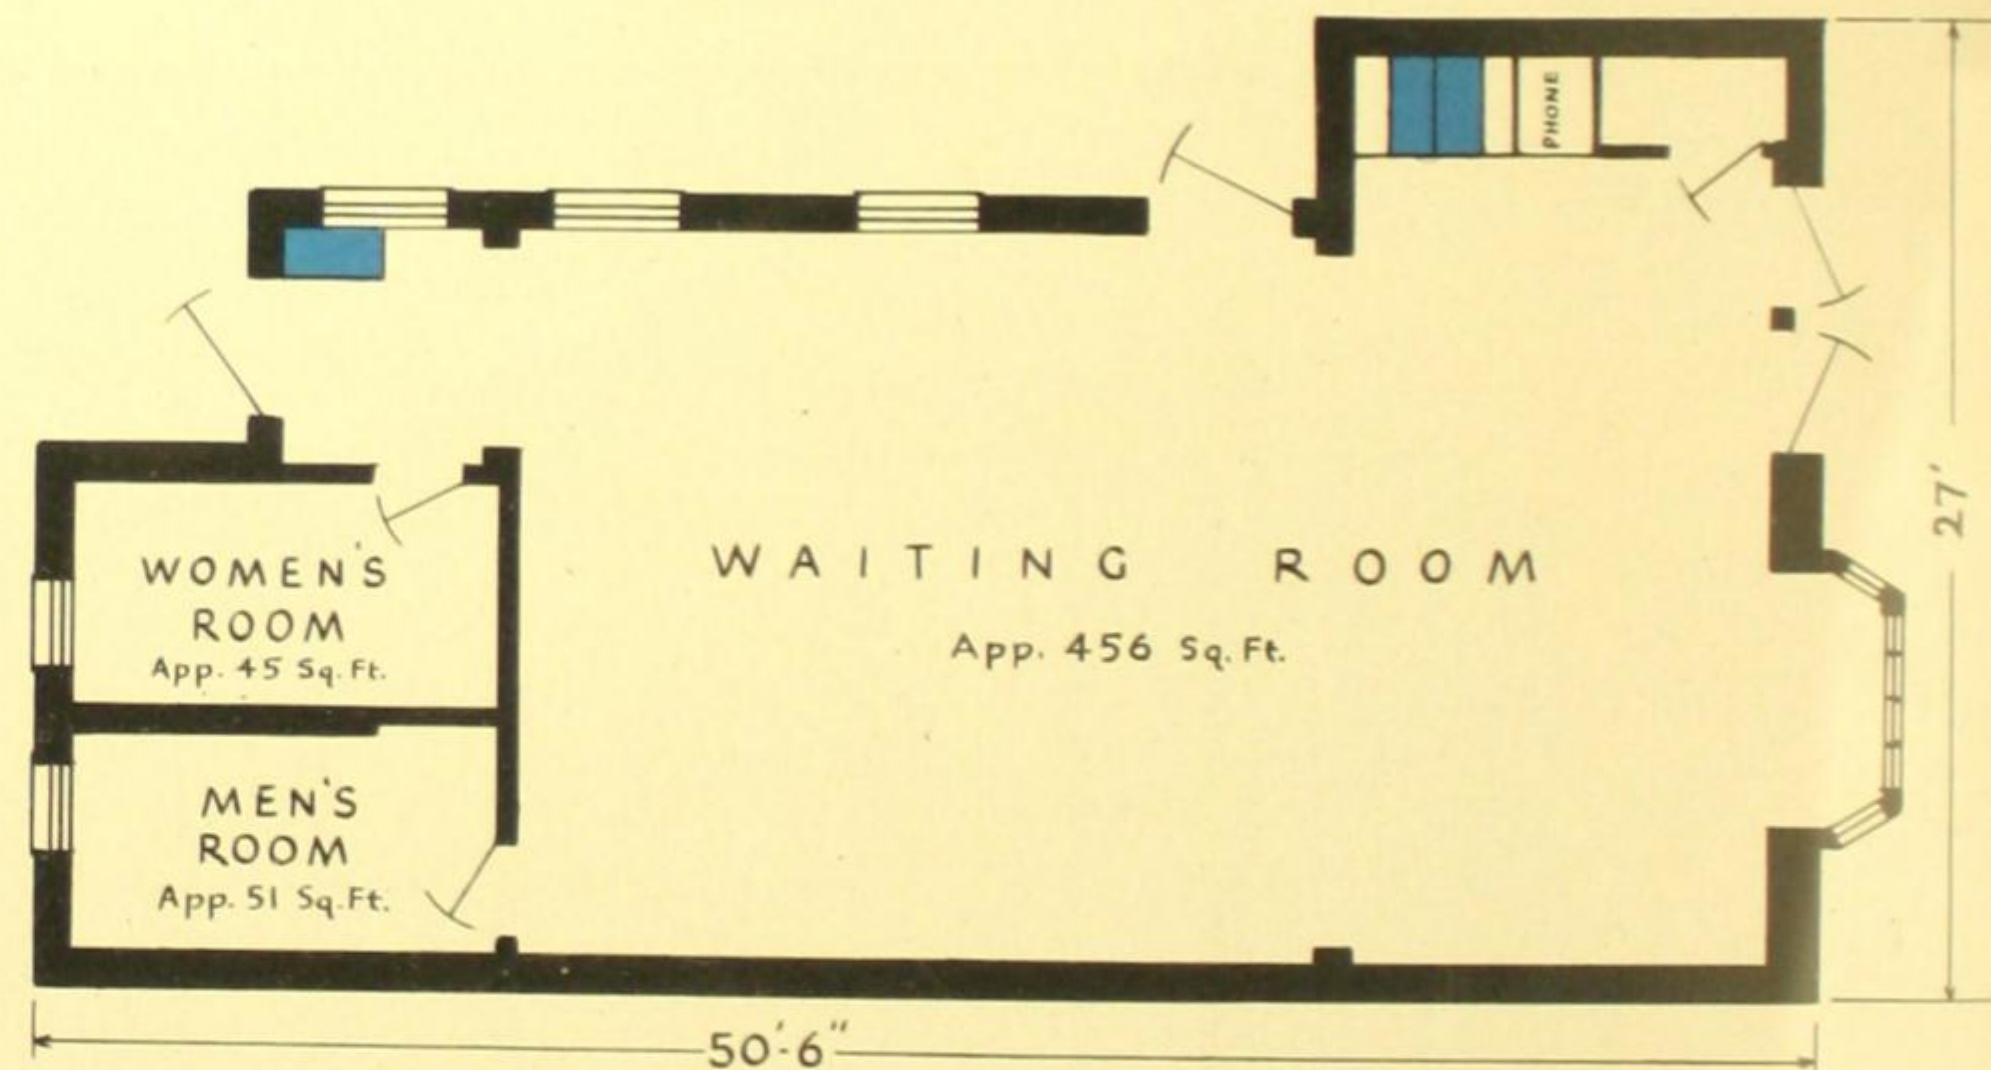 PHONE
WAITING ROOM
App. 456 Sq. Ft.
WOMEN'S
ROOM
App. 45 Sq. Ft.
MEN'S
ROOM
App. 51 Sq. Ft.
27'
50'-6"